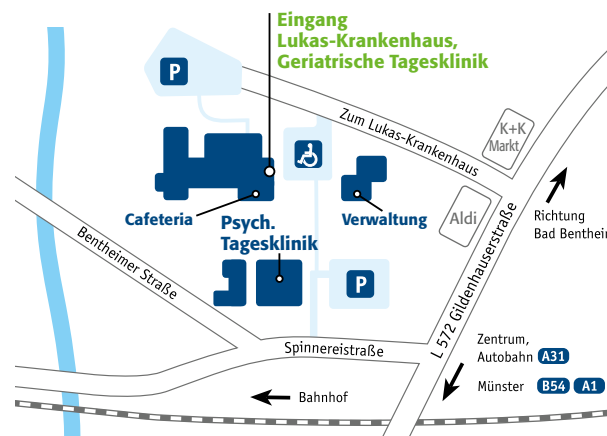 Eingang
Lukas-Krankenhaus,
Geriatrische Tagesklinik
P
Zum Lukas-Krankenhaus
K+K
Markt
Cafeteria
Psych.
Tagesklinik
Verwaltung
Aldi
Richtung
Bad Bentheim
Bentheimer Straße
P
L 572 Gildenhauserstraße
Spinnereistraße
Zentrum,
Autobahn A31
Münster B54 A1
Bahnhof